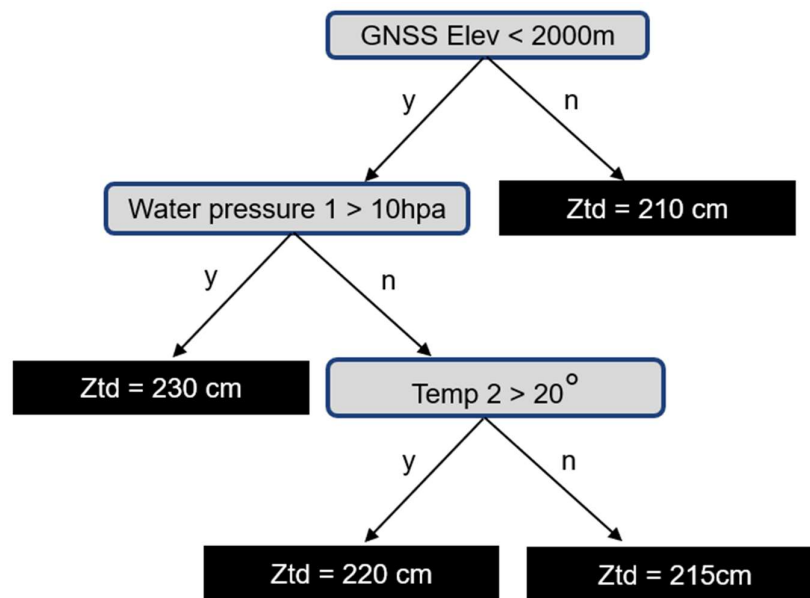 GNSS Elev < 2000m
y
n
Water pressure 1 > 10hpa
Ztd = 210 cm
y
n
Ztd = 230 cm
Temp 2 > 20°
y
n
Ztd = 220 cm
Ztd = 215cm